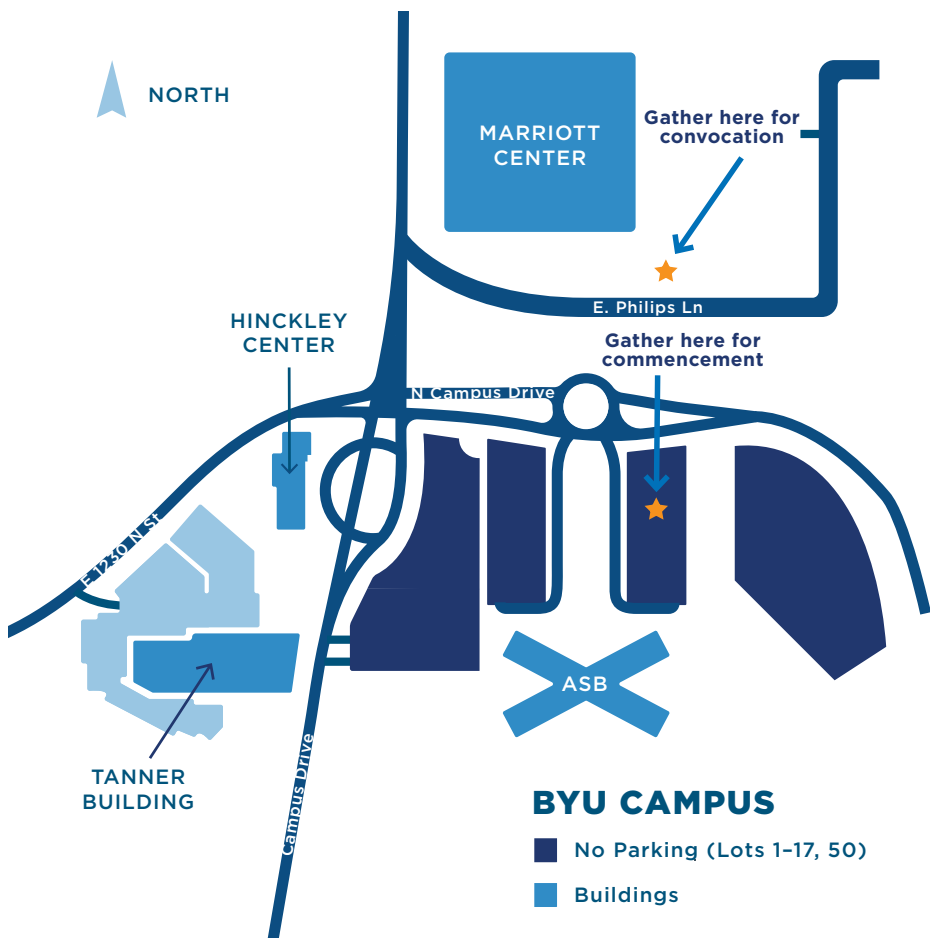 NORTH
MARRIOTT
CENTER
Gather here for
convocation
E. Philips Ln
HINCKLEY
CENTER
Gather here for
commencement
N Campus Drive
E 1230 N St
ASB
TANNER
BUILDING
Campus Drive
BYU CAMPUS
No Parking (Lots 1–17, 50)
Buildings